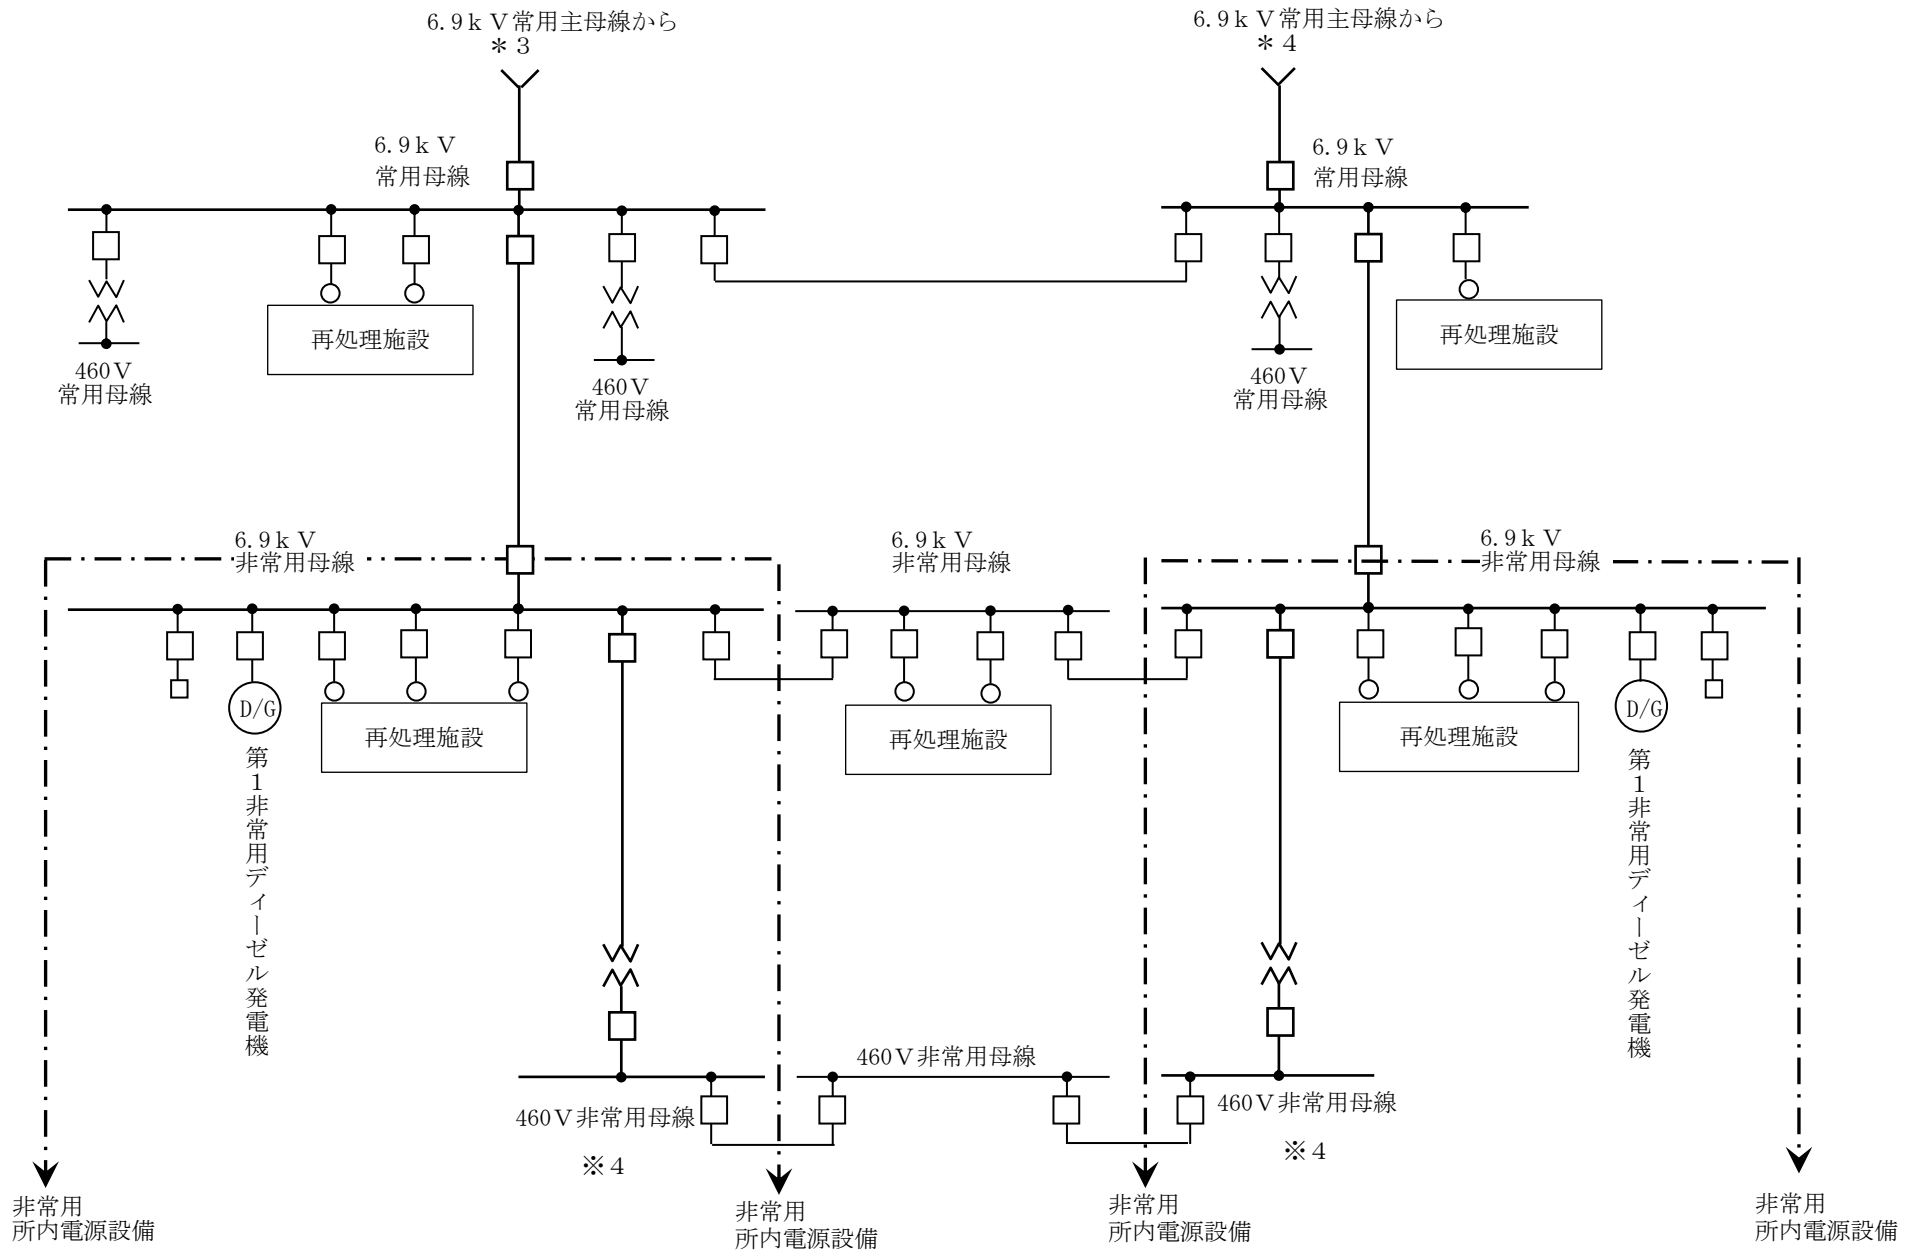 6.9kV常用主母線から
＊3
6.9kV常用主母線から
＊4
6.9kV
常用母線
6.9kV
常用母線
再処理施設
再処理施設
460V
常用母線
460V
常用母線
460V
常用母線
6.9kV
非常用母線
6.9kV
非常用母線
6.9kV
非常用母線
D/G
D/G
再処理施設
再処理施設
再処理施設
第1非常用ディーゼル発電機
第1非常用ディーゼル発電機
460V非常用母線
460V非常用母線
460V非常用母線
※4
※4
非常用
所内電源設備
非常用
所内電源設備
非常用
所内電源設備
非常用
所内電源設備